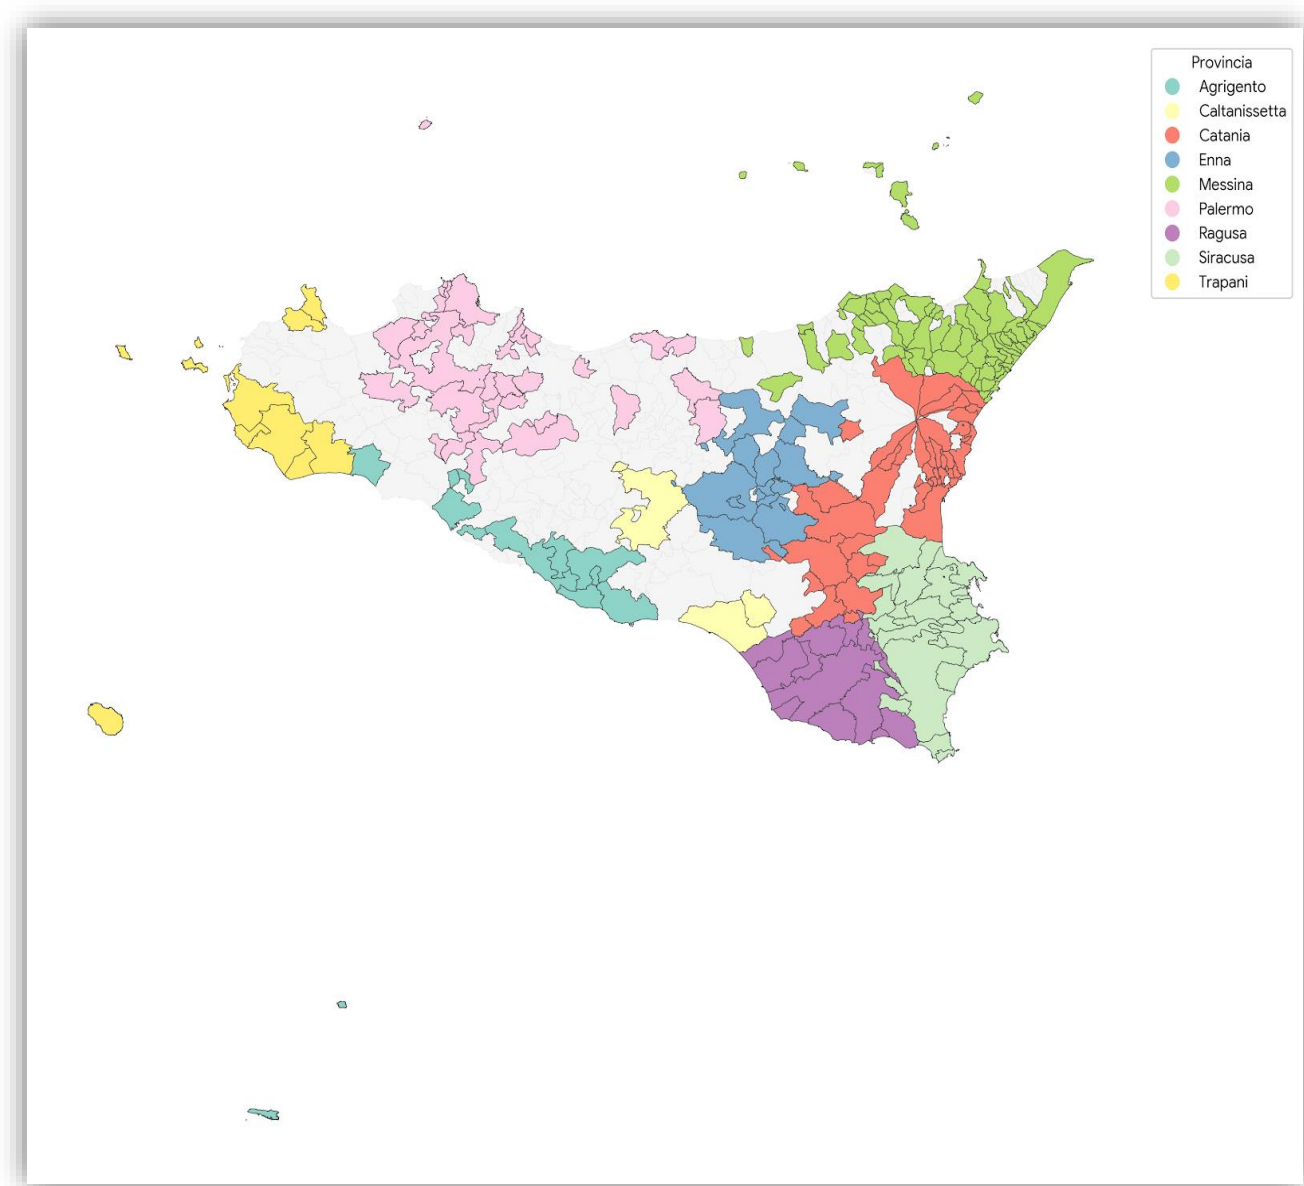 Provincia
Agrigento
Caltanissetta
Catania
Enna
Messina
Palermo
Ragusa
Siracusa
Trapani